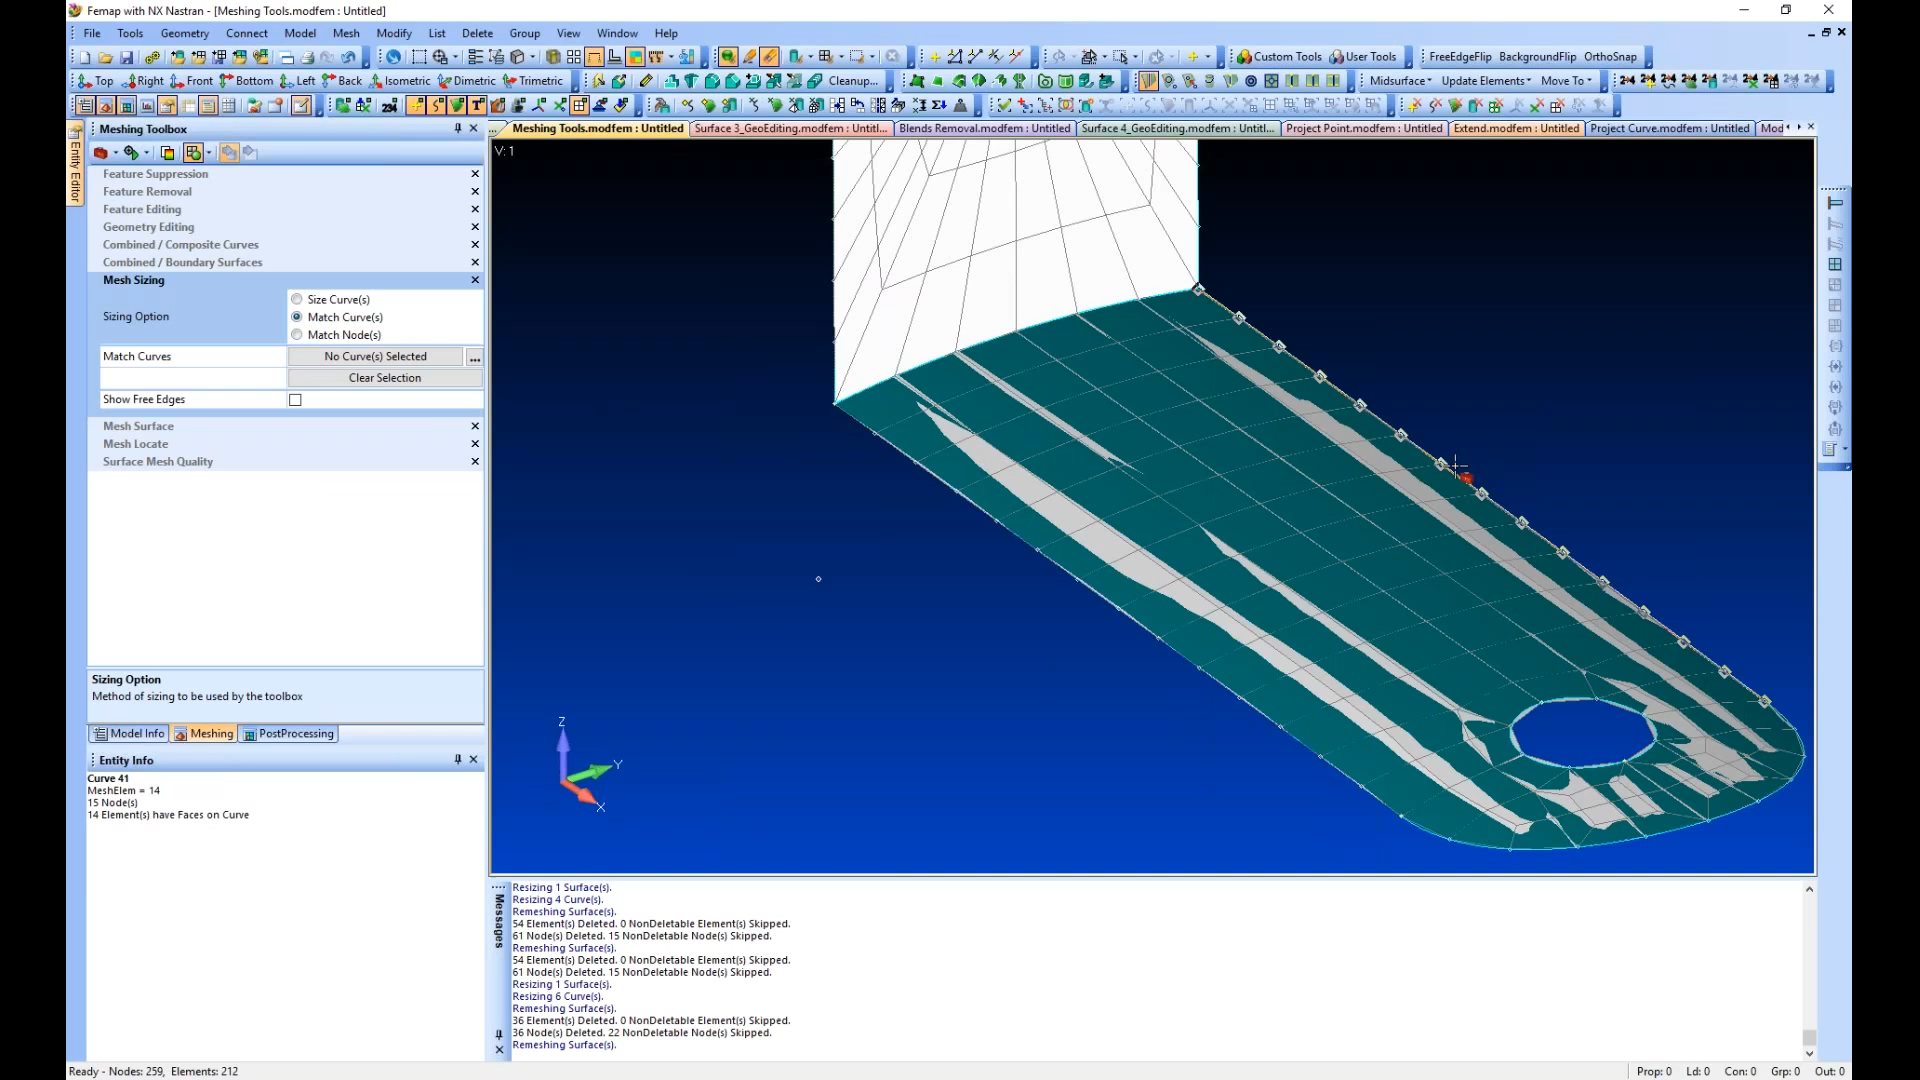 Femap with NX Nastran - [Meshing Tools.modfem : Untitled]
File Tools Geometry Connect Model Mesh Modify List Delete Group View Window Help
Custom Tools User Tools FreeEdgeFlip BackgroundFlip OrthoSnap
Top Right Front Bottom Left Back Isometric Dimetric Trimetric Cleanup... Midsurface Update Elements Move To
234
Meshing Toolbox
... Meshing Tools.modfem : Untitled Surface 3_GeoEditing.modfem : Untitl... Blends Removal.modfem : Untitled Surface 4_GeoEditing.modfem : Untitl... Project Point.modfem : Untitled Extend.modfem : Untitled Project Curve.modfem : Untitled Mod
Entity Editor
V: 1
Feature Suppression
Feature Removal
Feature Editing
Geometry Editing
Combined / Composite Curves
Combined / Boundary Surfaces
Mesh Sizing
Sizing Option
Size Curve(s)
Match Curve(s)
Match Node(s)
Match Curves No Curve(s) Selected ...
Clear Selection
Show Free Edges
Mesh Surface
Mesh Locate
Surface Mesh Quality
Sizing Option
Method of sizing to be used by the toolbox
Model Info Meshing PostProcessing
Entity Info
Curve 41
MeshElem = 14
15 Node(s)
14 Element(s) have Faces on Curve
Z
Y
X
Messages
Resizing 1 Surface(s).
Resizing 4 Curve(s).
Remeshing Surface(s).
54 Element(s) Deleted. 0 NonDeletable Element(s) Skipped.
61 Node(s) Deleted. 15 NonDeletable Node(s) Skipped.
Remeshing Surface(s).
54 Element(s) Deleted. 0 NonDeletable Element(s) Skipped.
61 Node(s) Deleted. 15 NonDeletable Node(s) Skipped.
Resizing 1 Surface(s).
Resizing 6 Curve(s).
Remeshing Surface(s).
36 Element(s) Deleted. 0 NonDeletable Element(s) Skipped.
36 Node(s) Deleted. 22 NonDeletable Node(s) Skipped.
Remeshing Surface(s).
Ready - Nodes: 259, Elements: 212
Prop: 0 Ld: 0 Con: 0 Grp: 0 Out: 0